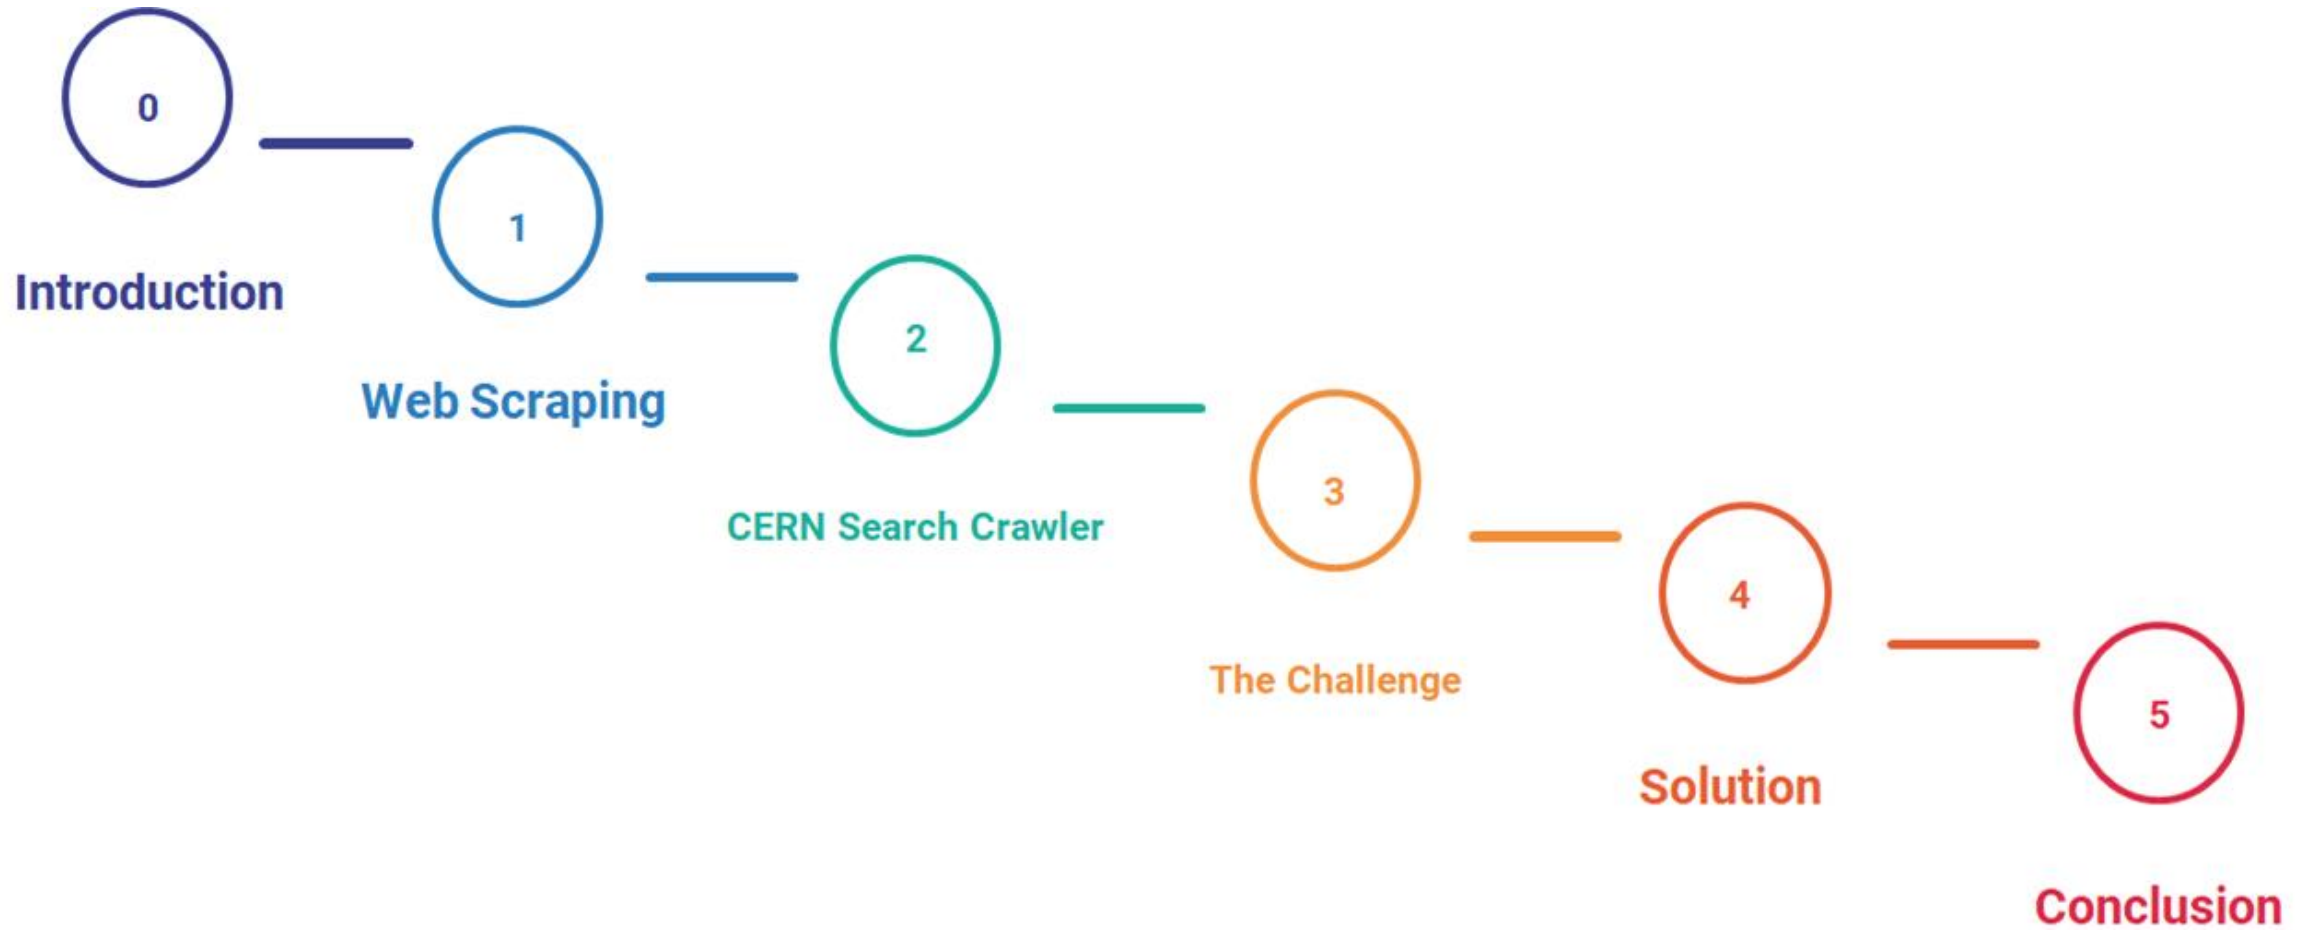 0
Introduction
1
Web Scraping
2
CERN Search Crawler
3
The Challenge
4
Solution
5
Conclusion